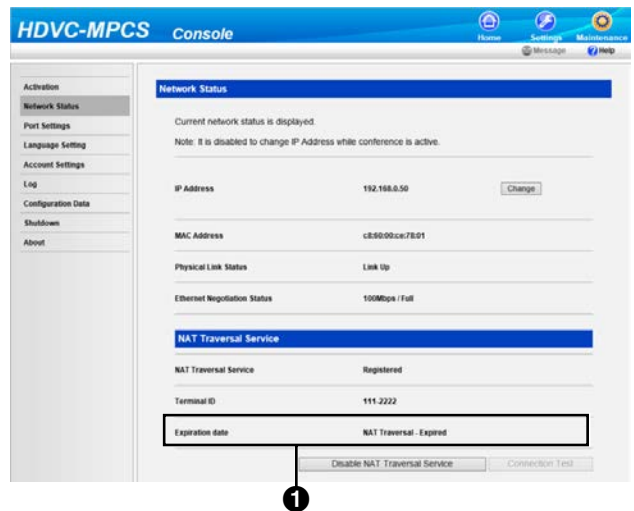 HDVC-MPCS Console
Home Settings Maintenance
Message Help
Activation
Network Status
Port Settings
Language Setting
Account Settings
Log
Configuration Data
Shutdown
About
Network Status
Current network status is displayed.
Note: It is disabled to change IP Address while conference is active.
IP Address 192.168.0.50 Change
MAC Address c8:60:00:ce:78:01
Physical Link Status Link Up
Ethernet Negotiation Status 100Mbps / Full
NAT Traversal Service
NAT Traversal Service Registered
Terminal ID 111-2222
Expiration date NAT Traversal - Expired
Disable NAT Traversal Service Connection Test
1